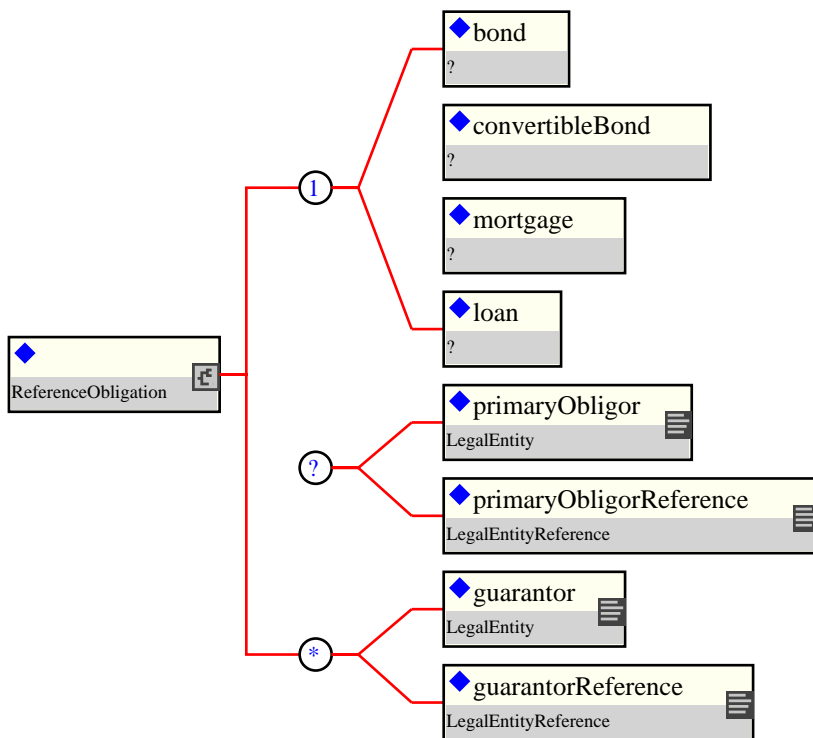 bond
?
convertibleBond
?
1
mortgage
?
loan
?
ReferenceObligation
primaryObligor
LegalEntity
?
primaryObligorReference
LegalEntityReference
guarantor
LegalEntity
*
guarantorReference
LegalEntityReference